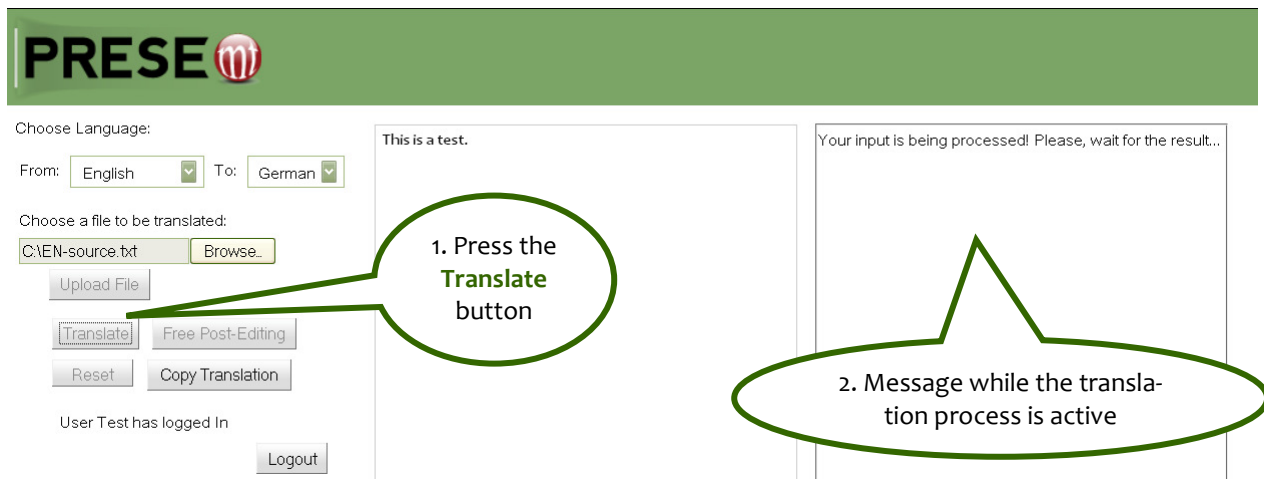 PRESEmt
Choose Language:
From: English To: German
Choose a file to be translated:
C:\EN-source.txt Browse...
Upload File
Translate Free Post-Editing
Reset Copy Translation
User Test has logged In
Logout
This is a test.
1. Press the
Translate
button
Your input is being processed! Please, wait for the result...
2. Message while the transla-
tion process is active